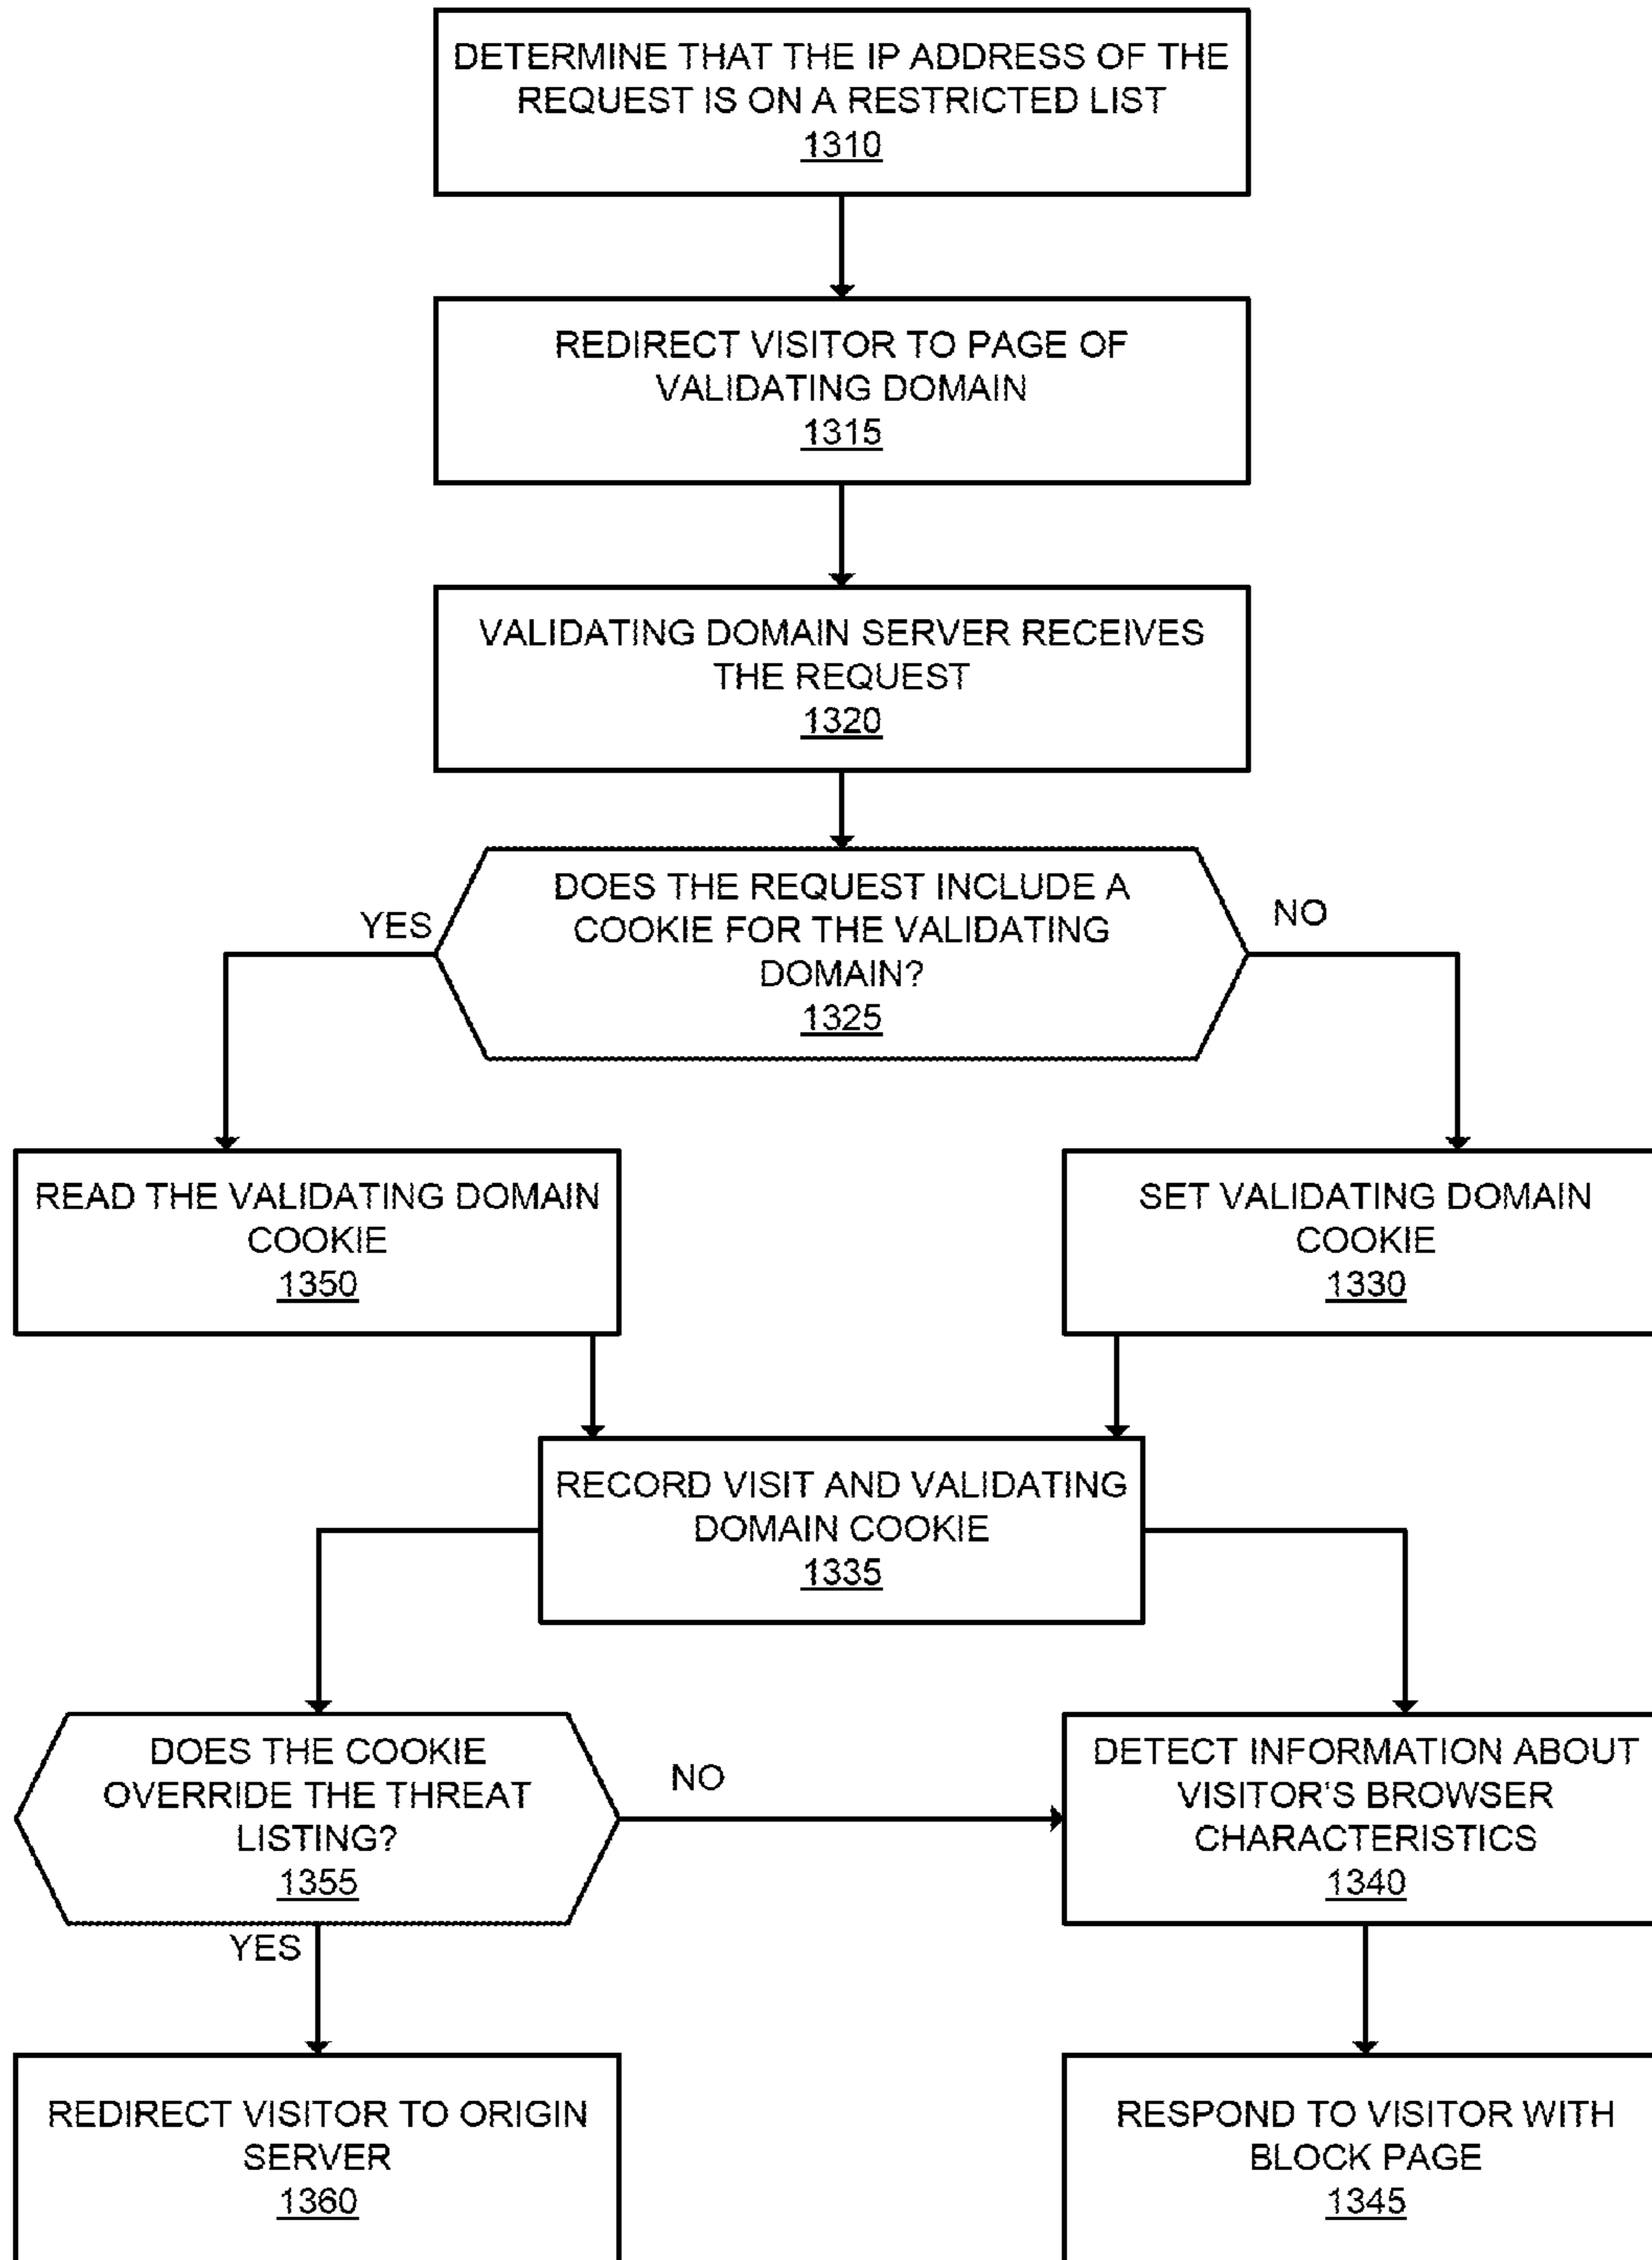 DETERMINE THAT THE IP ADDRESS OF THE
REQUEST IS ON A RESTRICTED LIST
1310
REDIRECT VISITOR TO PAGE OF
VALIDATING DOMAIN
1315
VALIDATING DOMAIN SERVER RECEIVES
THE REQUEST
1320
DOES THE REQUEST INCLUDE A
COOKIE FOR THE VALIDATING
DOMAIN?
1325
YES
NO
READ THE VALIDATING DOMAIN
COOKIE
1350
SET VALIDATING DOMAIN
COOKIE
1330
RECORD VISIT AND VALIDATING
DOMAIN COOKIE
1335
DOES THE COOKIE
OVERRIDE THE THREAT
LISTING?
1355
NO
YES
DETECT INFORMATION ABOUT
VISITOR'S BROWSER
CHARACTERISTICS
1340
REDIRECT VISITOR TO ORIGIN
SERVER
1360
RESPOND TO VISITOR WITH
BLOCK PAGE
1345